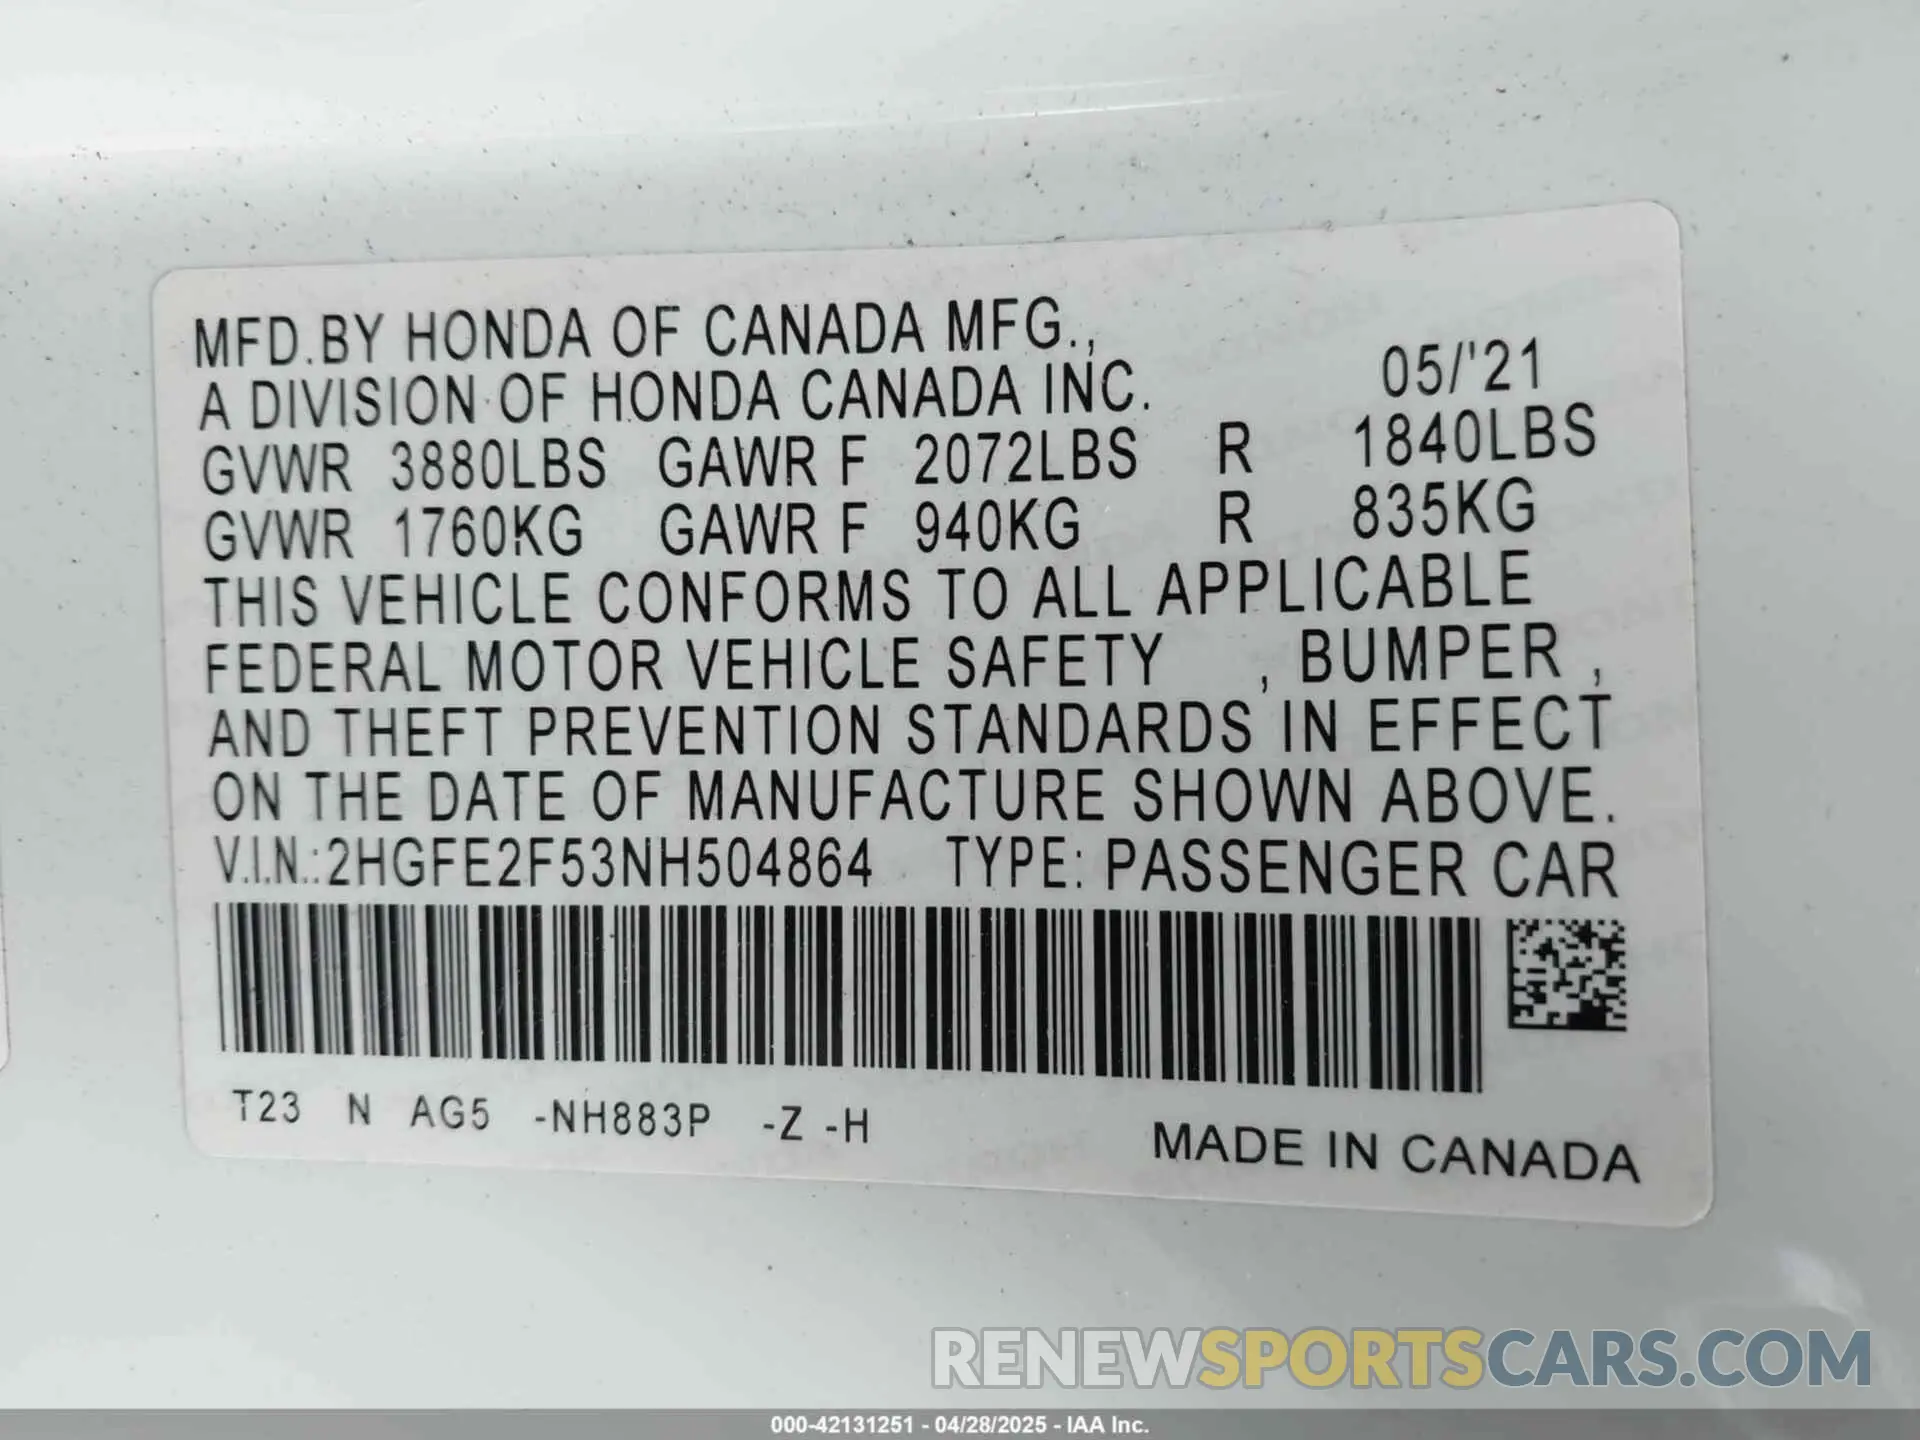 MFD.BY HONDA OF CANADA MFG.,
A DIVISION OF HONDA CANADA INC. 05/'21
GVWR 3880LBS GAWR F 2072LBS R 1840LBS
GVWR 1760KG GAWR F 940KG R 835KG
THIS VEHICLE CONFORMS TO ALL APPLICABLE
FEDERAL MOTOR VEHICLE SAFETY , BUMPER ,
AND THEFT PREVENTION STANDARDS IN EFFECT
ON THE DATE OF MANUFACTURE SHOWN ABOVE.
V.I.N.:2HGFE2F53NH504864 TYPE: PASSENGER CAR
T23 N AG5 -NH883P -Z -H
MADE IN CANADA
RENEWSPORTSCARS.COM
000-42131251 - 04/28/2025 - IAA Inc.